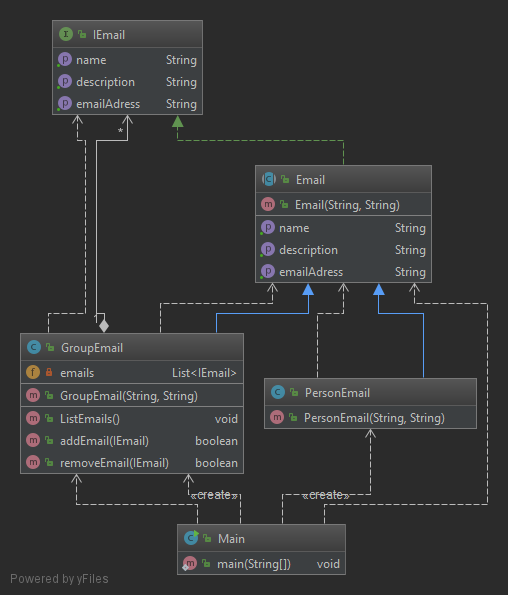 IEmail
name String
description String
emailAdress String
*
Email
Email(String, String)
name String
description String
emailAdress String
GroupEmail
emails List<IEmail>
GroupEmail(String, String)
ListEmails() void
addEmail(IEmail) boolean
removeEmail(IEmail) boolean
PersonEmail
PersonEmail(String, String)
«create» «create»
Main
main(String[]) void
Powered by yFiles